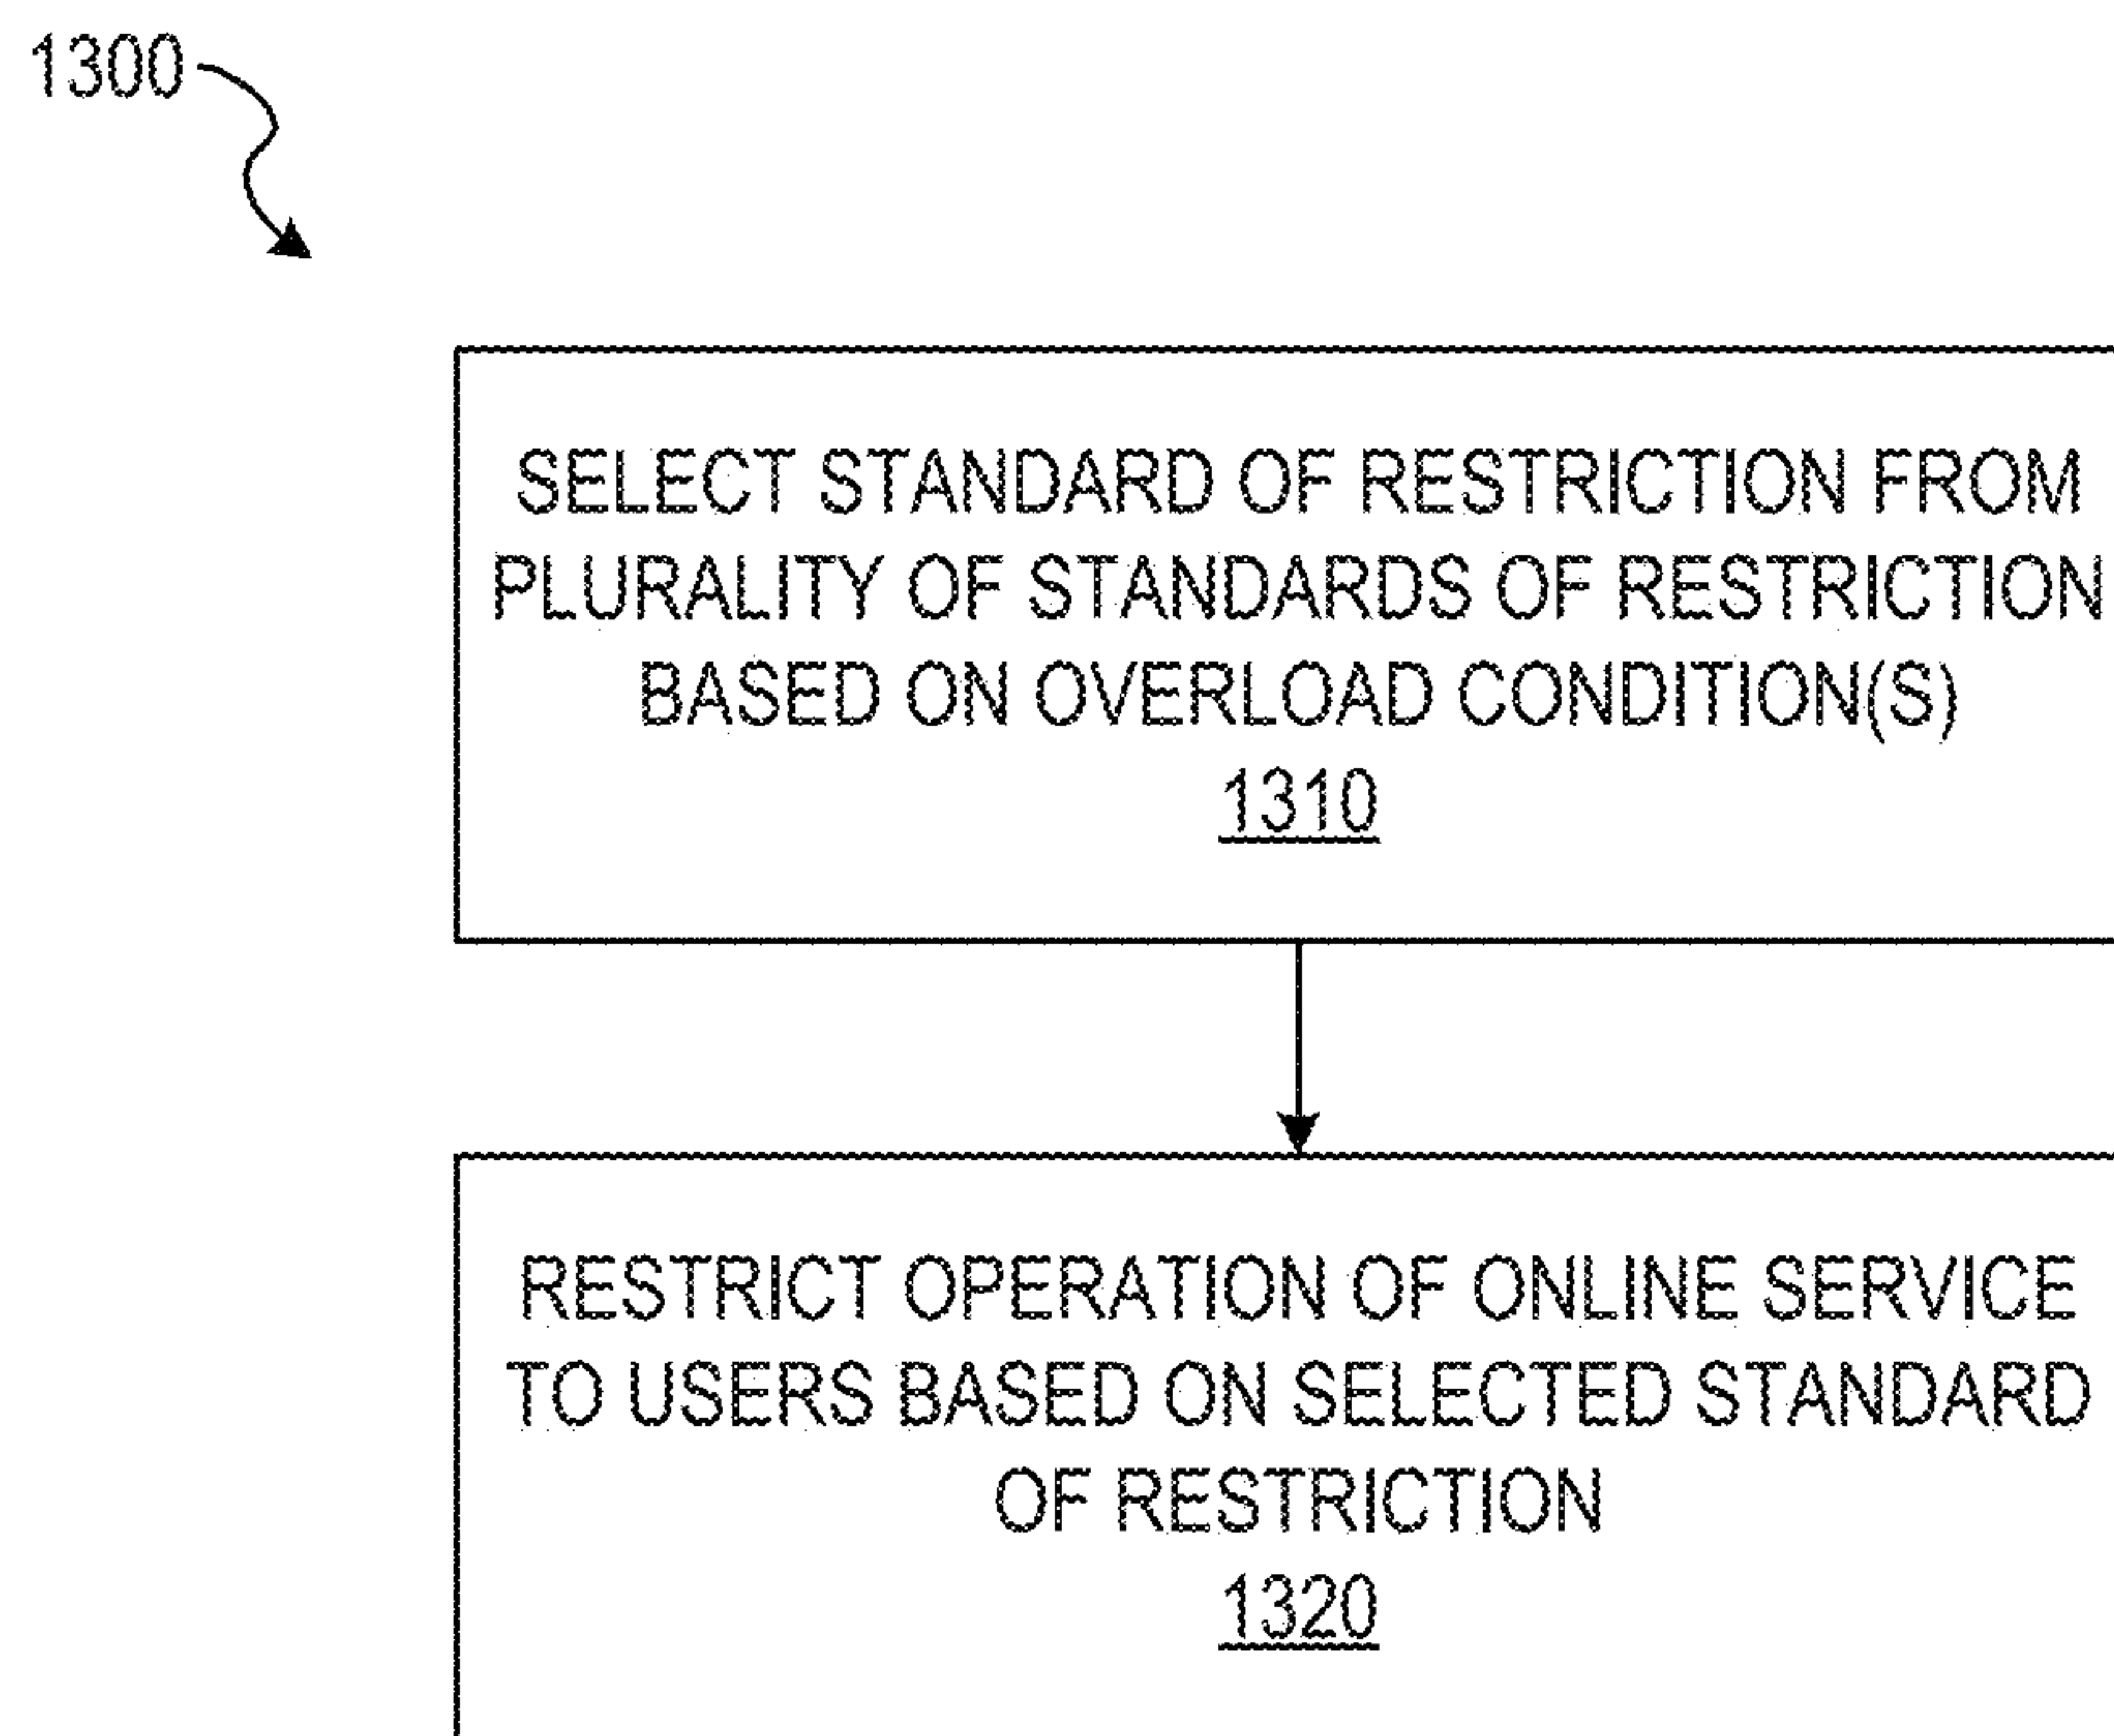 1300
SELECT STANDARD OF RESTRICTION FROM
PLURALITY OF STANDARDS OF RESTRICTION
BASED ON OVERLOAD CONDITION(S)
1310
RESTRICT OPERATION OF ONLINE SERVICE
TO USERS BASED ON SELECTED STANDARD
OF RESTRICTION
1320